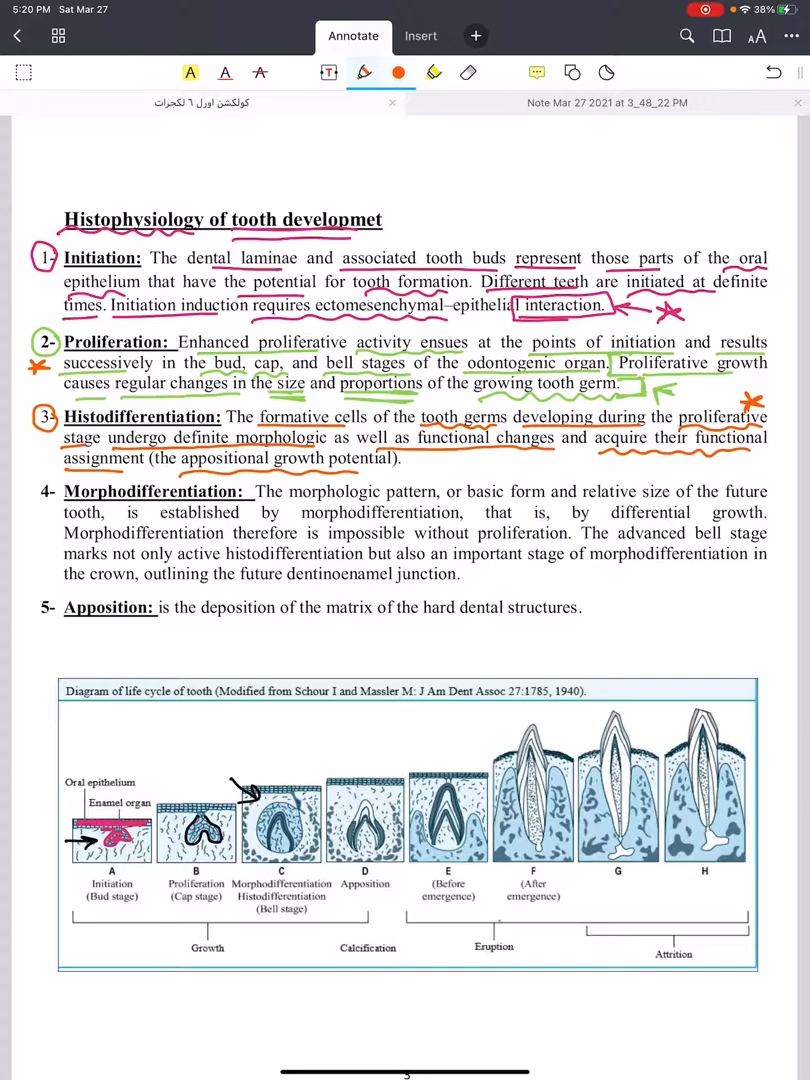 5:20 PM Sat Mar 27
38%
Annotate
Insert
AA
A
A
A
T
كولكشن اورل ٦ لكجرات
Note Mar 27 2021 at 3_48_22 PM
Histophysiology of tooth developmet
1- Initiation: The dental laminae and associated tooth buds represent those parts of the oral
epithelium that have the potential for tooth formation. Different teeth are initiated at definite
times. Initiation induction requires ectomesenchymal–epithelial interaction.
2- Proliferation: Enhanced proliferative activity ensues at the points of initiation and results
successively in the bud, cap, and bell stages of the odontogenic organ. Proliferative growth
causes regular changes in the size and proportions of the growing tooth germ.
3- Histodifferentiation: The formative cells of the tooth germs developing during the proliferative
stage undergo definite morphologic as well as functional changes and acquire their functional
assignment (the appositional growth potential).
4- Morphodifferentiation: The morphologic pattern, or basic form and relative size of the future
tooth, is established by morphodifferentiation, that is, by differential growth.
Morphodifferentiation therefore is impossible without proliferation. The advanced bell stage
marks not only active histodifferentiation but also an important stage of morphodifferentiation in
the crown, outlining the future dentinoenamel junction.
5- Apposition: is the deposition of the matrix of the hard dental structures.
Diagram of life cycle of tooth (Modified from Schour I and Massler M: J Am Dent Assoc 27:1785, 1940).
Oral epithelium
Enamel organ
A B C D E F G H
Initiation Proliferation Morphodifferentiation Apposition (Before (After
(Bud stage) (Cap stage) Histodifferentiation emergence) emergence)
(Bell stage)
Growth Calcification Eruption Attrition